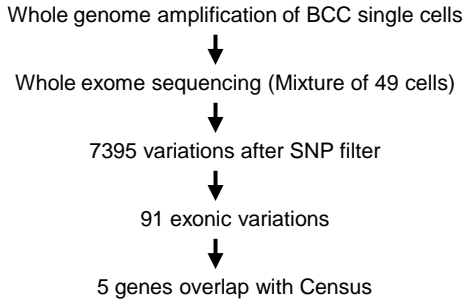 Whole genome amplification of BCC single cells
Whole exome sequencing (Mixture of 49 cells)
7395 variations after SNP filter
91 exonic variations
5 genes overlap with Census